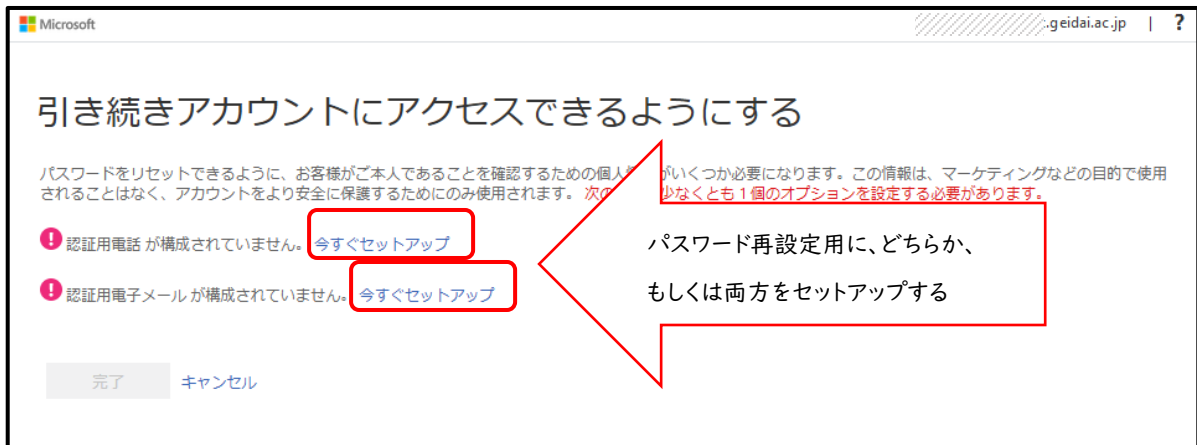 Microsoft
.geidai.ac.jp | ?
引き続きアカウントにアクセスできるようにする
パスワードをリセットできるように、お客様がご本人であることを確認するための個人 がいくつか必要になります。この情報は、マーケティングなどの目的で使用
されることはなく、アカウントをより安全に保護するためにのみ使用されます。 次の 少なくとも 1 個のオプションを設定する必要があります。
認証用電話 が構成されていません。 今すぐセットアップ
パスワード再設定用に、どちらか、
認証用電子メール が構成されていません。 今すぐセットアップ
もしくは両方をセットアップする
完了 キャンセル